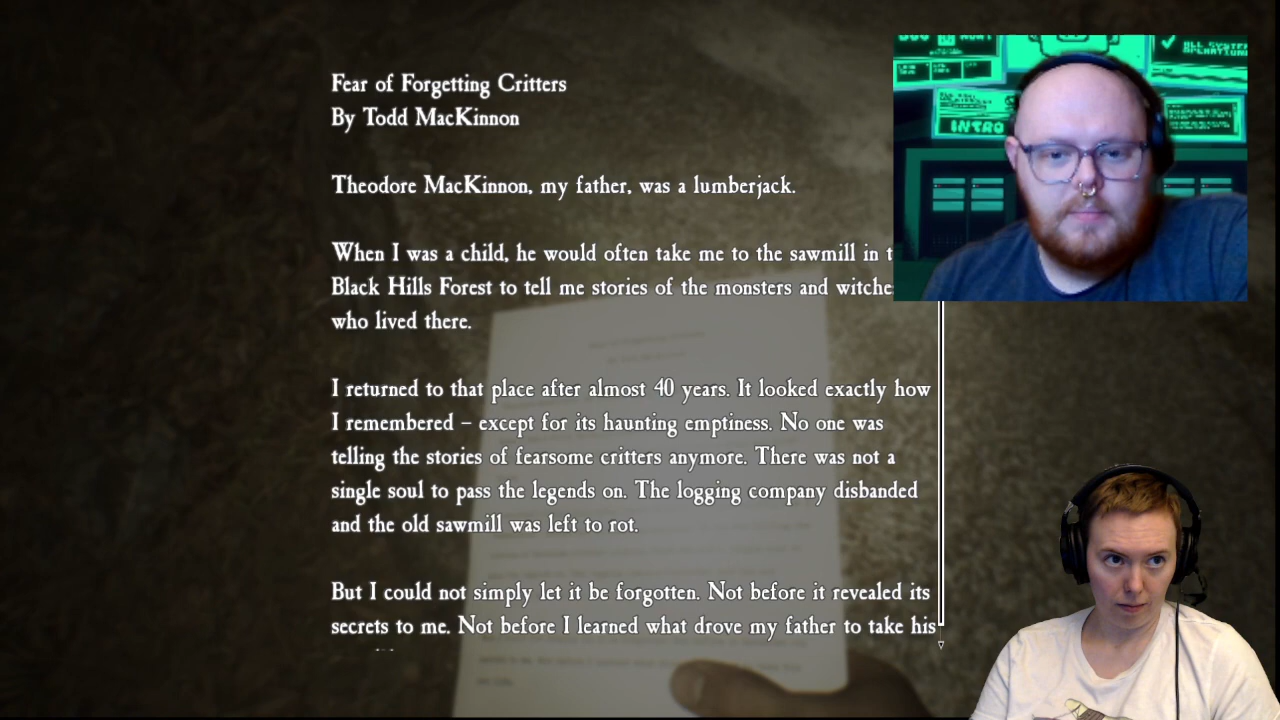 Fear of Forgetting Critters
By Todd MacKinnon
Theodore MacKinnon, my father, was a lumberjack.
When I was a child, he would often take me to the sawmill in
Black Hills Forest to tell me stories of the monsters and
who lived there.
I returned to that place after almost 40 years. It looked exactly how
I remembered – except for its haunting emptiness. No one was
telling the stories of fearsome critters anymore. There was not a
single soul to pass the legends on. The logging company disbanded
and the old sawmill was left to rot.
But I could not simply let it be forgotten. Not before it revealed its
secrets to me. Not before I learned what drove my father to take his
INTRO